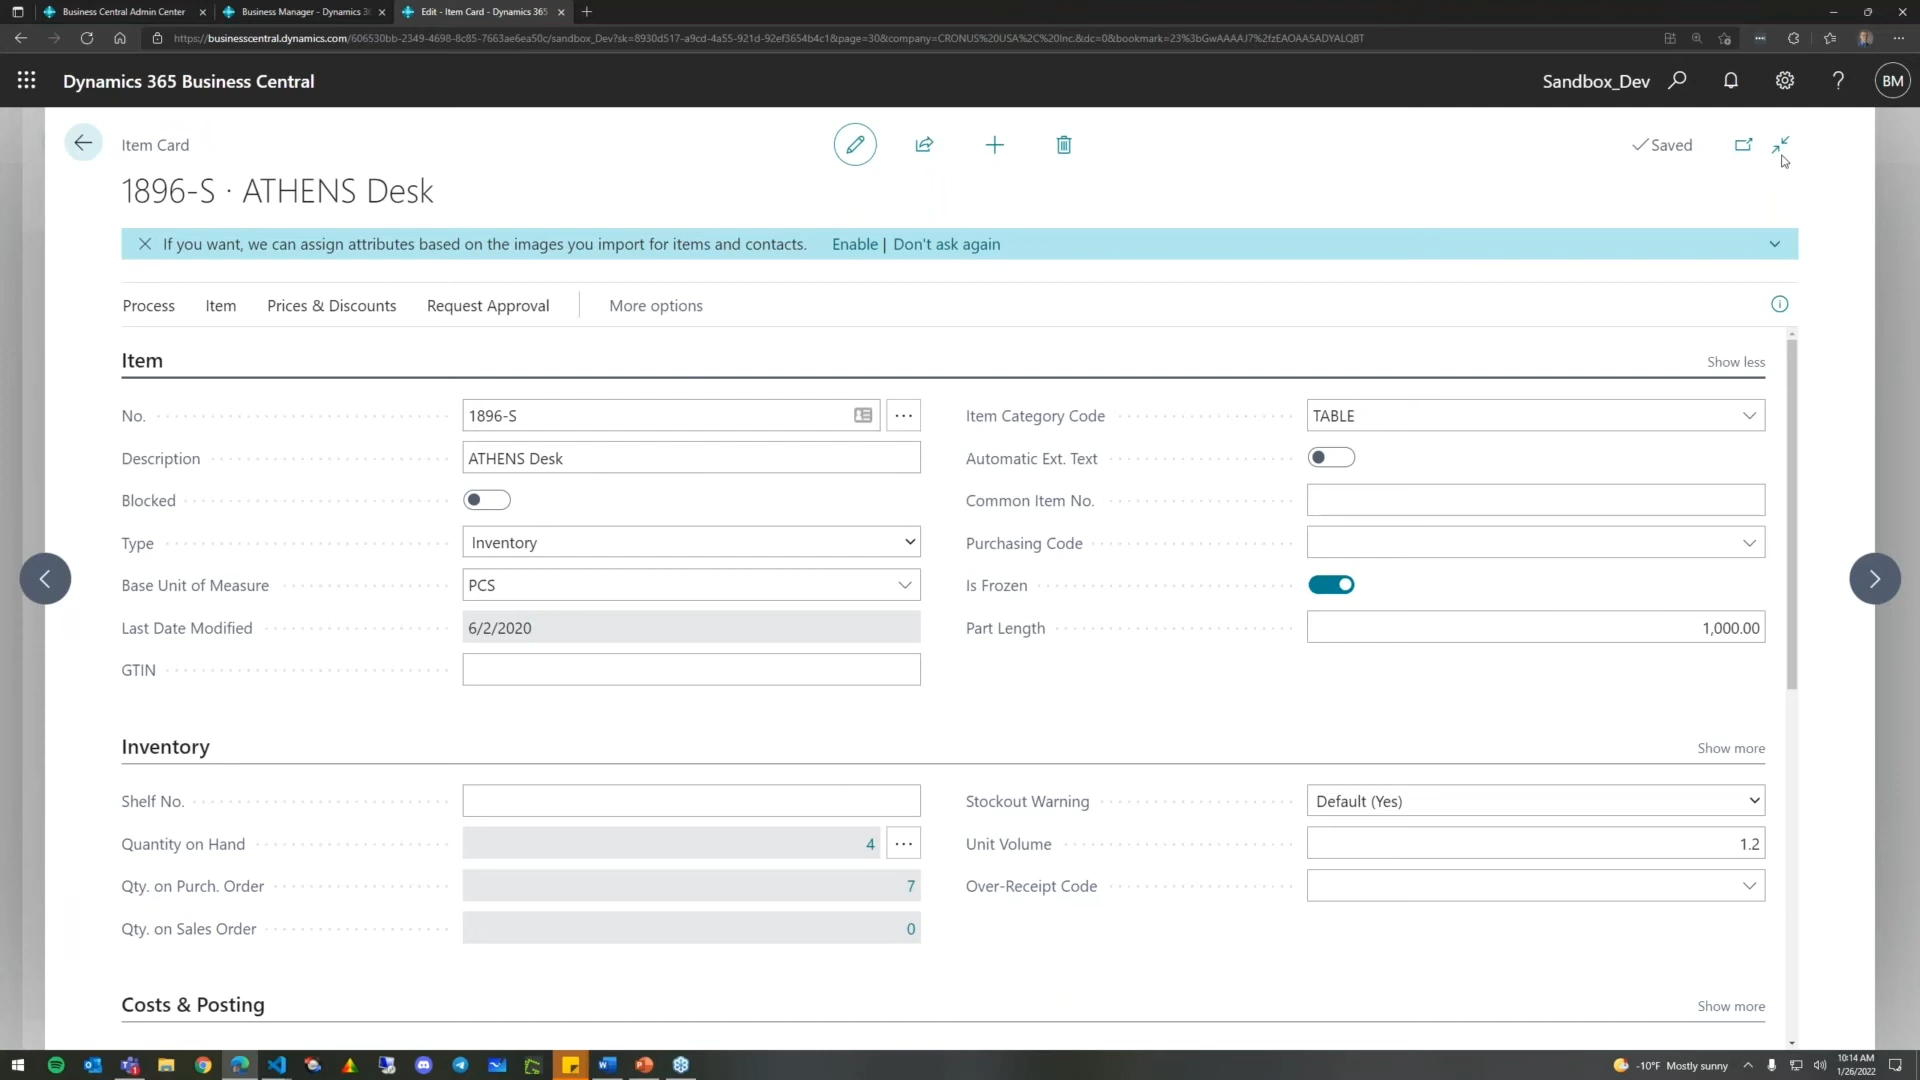 Business Central Admin Center
Business Manager - Dynamics 3
Edit - Item Card - Dynamics 365
Dynamics 365 Business Central
Sandbox_Dev
BM
Item Card
Saved
1896-S · ATHENS Desk
If you want, we can assign attributes based on the images you import for items and contacts. Enable | Don't ask again
Process Item Prices & Discounts Request Approval More options
Item Show less
No. 1896-S ... Item Category Code TABLE
Description ATHENS Desk Automatic Ext. Text
Blocked Common Item No.
Type Inventory Purchasing Code
Base Unit of Measure PCS Is Frozen
Last Date Modified 6/2/2020 Part Length 1,000.00
GTIN
Inventory Show more
Shelf No. Stockout Warning Default (Yes)
Quantity on Hand 4 ... Unit Volume 1.2
Qty. on Purch. Order 7 Over-Receipt Code
Qty. on Sales Order 0
Costs & Posting Show more
-10°F Mostly sunny
10:14 AM
1/26/2022